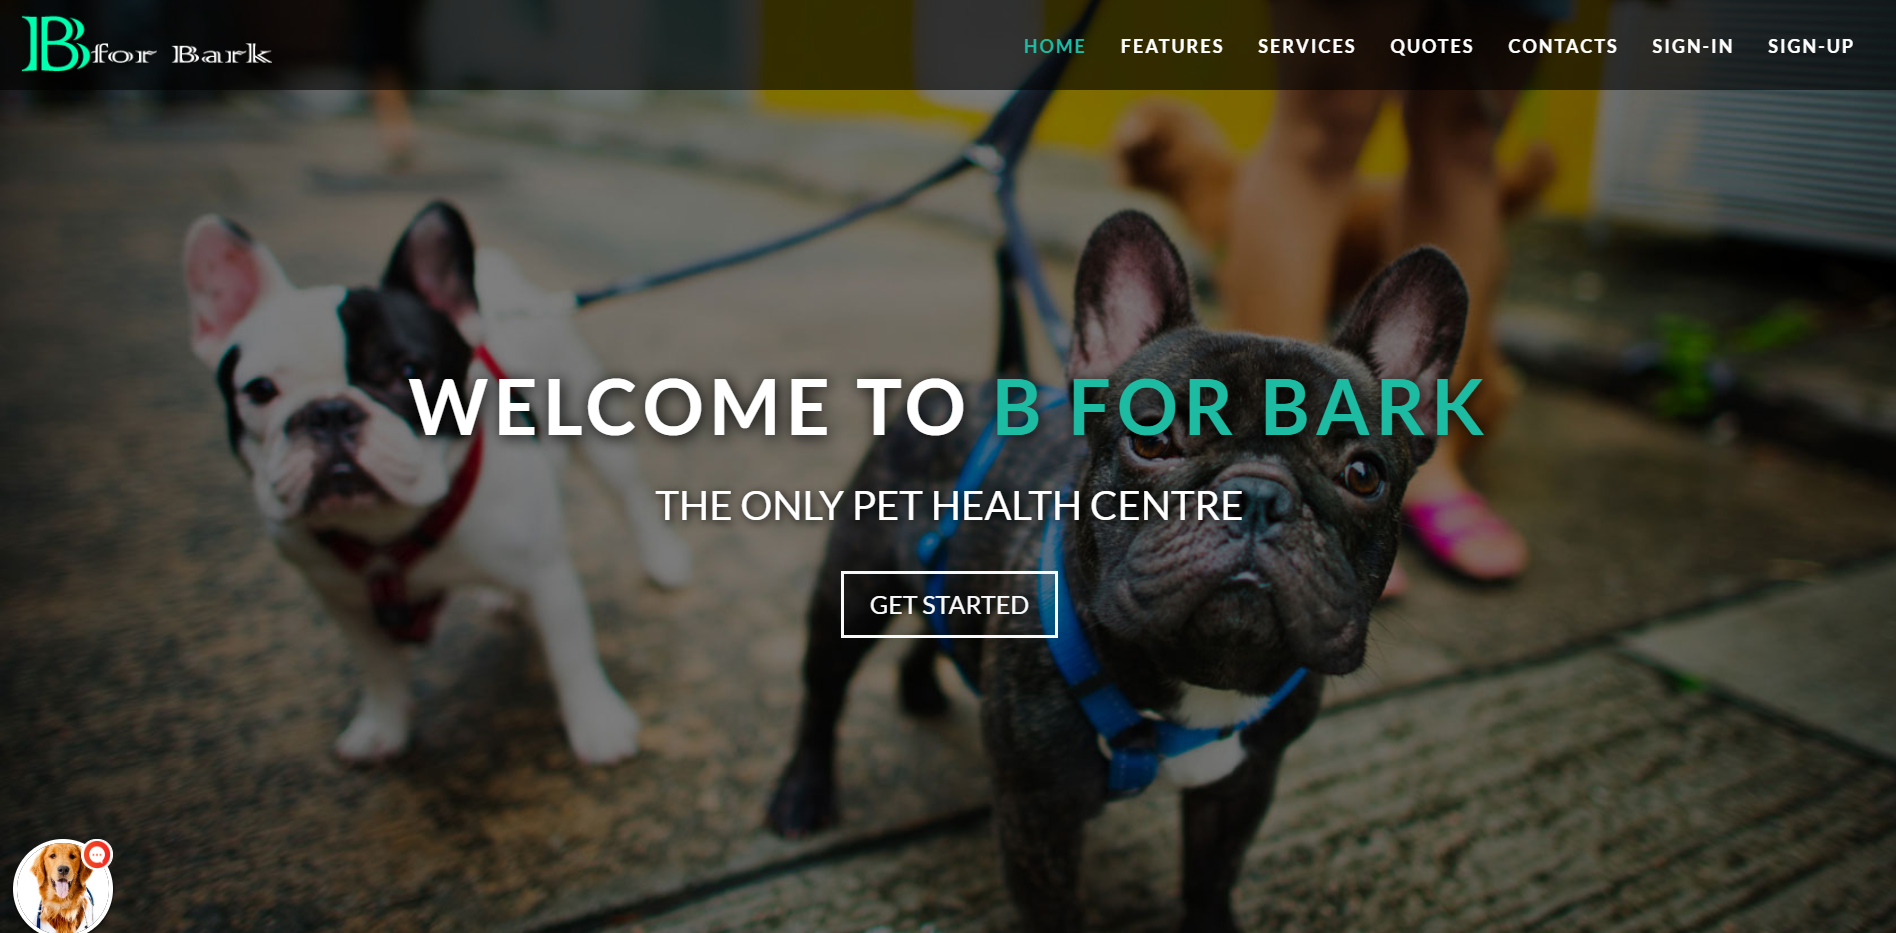 B for Bark
HOME FEATURES SERVICES QUOTES CONTACTS SIGN-IN SIGN-UP
WELCOME TO B FOR BARK
THE ONLY PET HEALTH CENTRE
GET STARTED